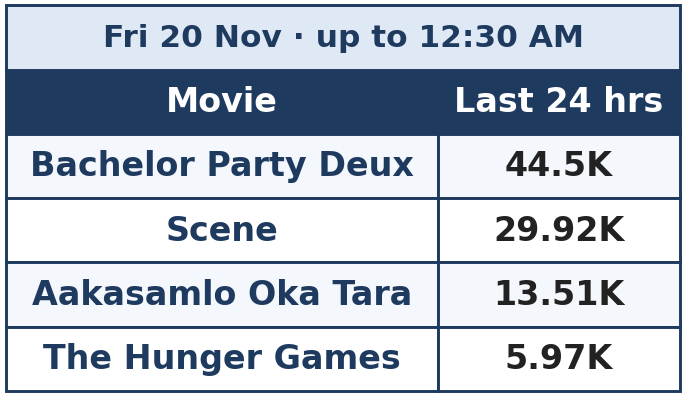 Fri 20 Nov · up to 12:30 AM
Movie Last 24 hrs
Bachelor Party Deux 44.5K
Scene 29.92K
Aakasamlo Oka Tara 13.51K
The Hunger Games 5.97K